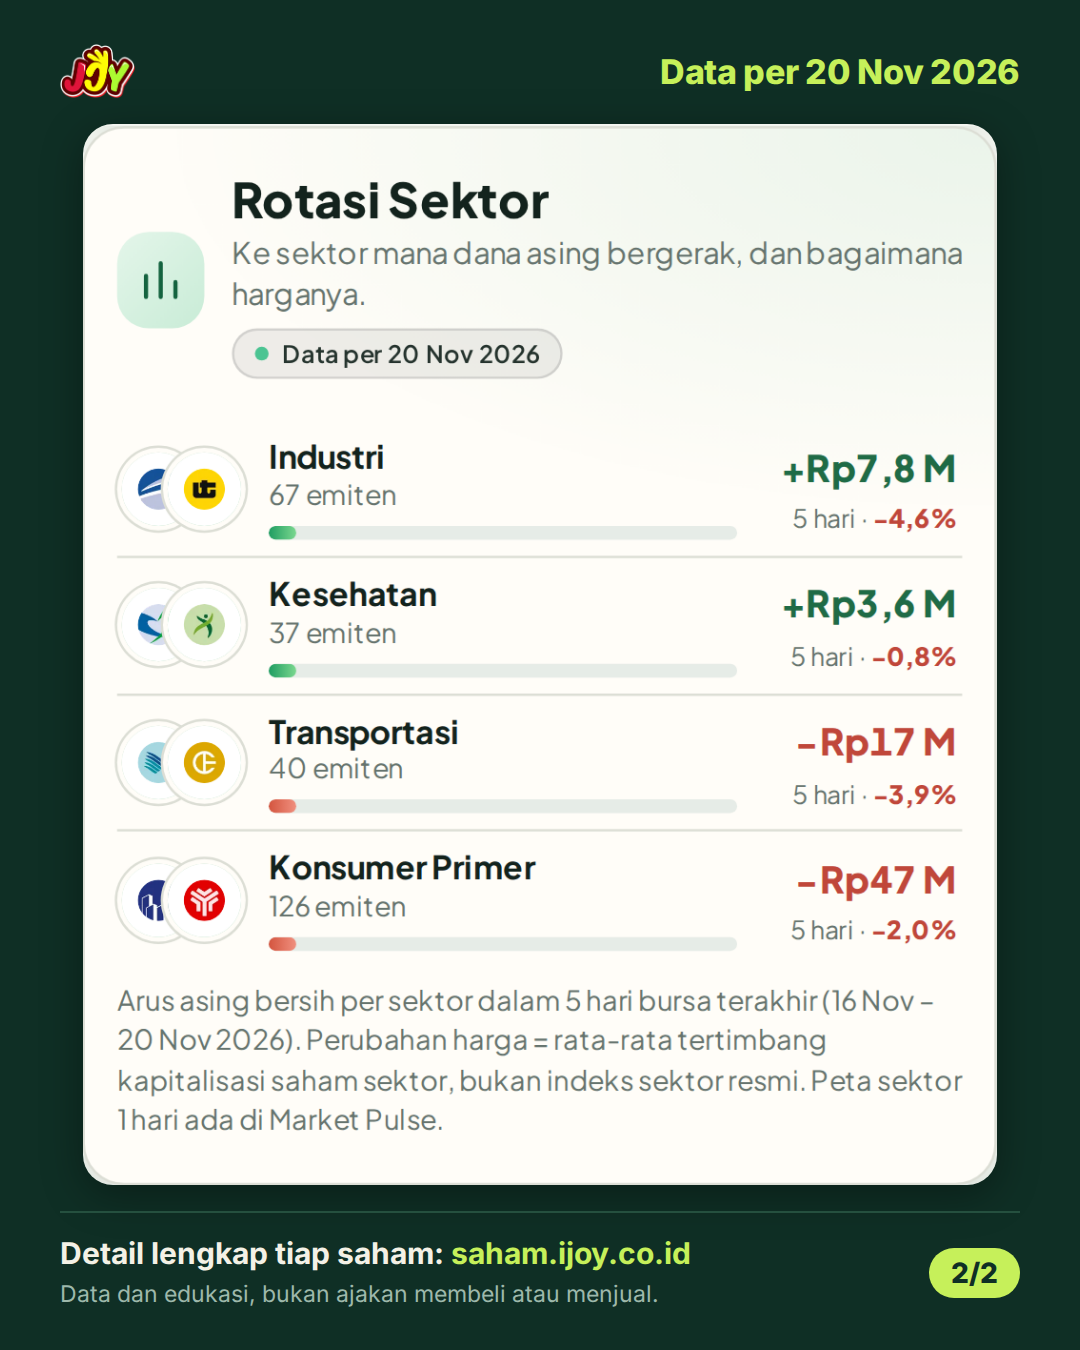 JOY
Data per 20 Nov 2026
Rotasi Sektor
Ke sektor mana dana asing bergerak, dan bagaimana
harganya.
Data per 20 Nov 2026
Industri
67 emiten
+Rp7,8 M
5 hari · −4,6%
Kesehatan
37 emiten
+Rp3,6 M
5 hari · −0,8%
Transportasi
40 emiten
−Rp17 M
5 hari · −3,9%
Konsumer Primer
126 emiten
−Rp47 M
5 hari · −2,0%
Arus asing bersih per sektor dalam 5 hari bursa terakhir (16 Nov –
20 Nov 2026). Perubahan harga = rata-rata tertimbang
kapitalisasi saham sektor, bukan indeks sektor resmi. Peta sektor
1 hari ada di Market Pulse.
Detail lengkap tiap saham: saham.ijoy.co.id
Data dan edukasi, bukan ajakan membeli atau menjual.
2/2